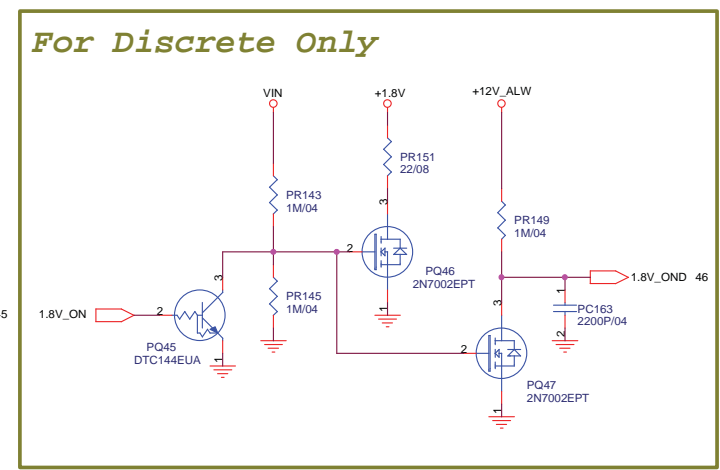 For Discrete Only
VIN
+1.8V
+12V_ALW
PR151
22/08
PR143
1M/04
PR149
1M/04
3
3
2
PQ46
2N7002EPT
1.8V_OND 46
1
PC163
2200P/04
2
PR145
1M/04
5 1.8V_ON
2
PQ45
DTC144EUA
1
1
3
2
PQ47
2N7002EPT
1